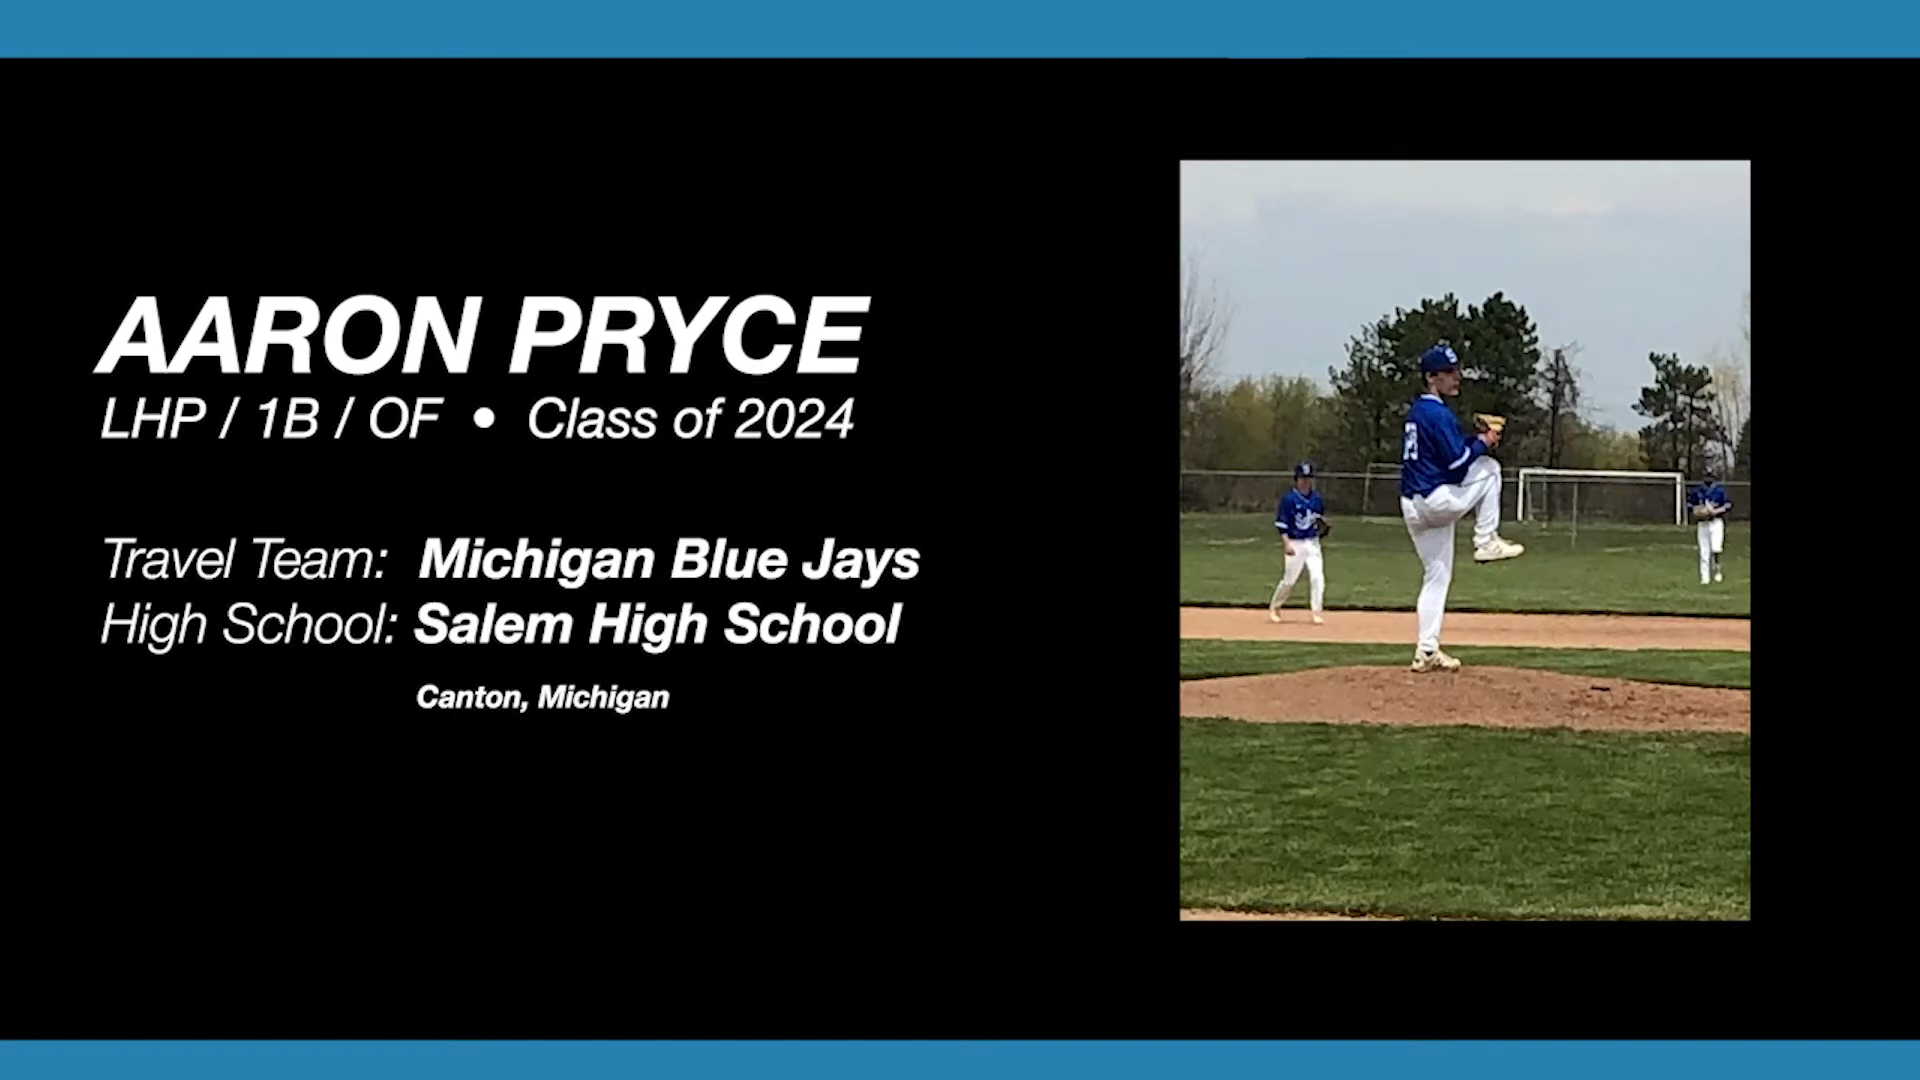 AARON PRYCE
LHP / 1B / OF • Class of 2024
Travel Team: Michigan Blue Jays
High School: Salem High School
Canton, Michigan